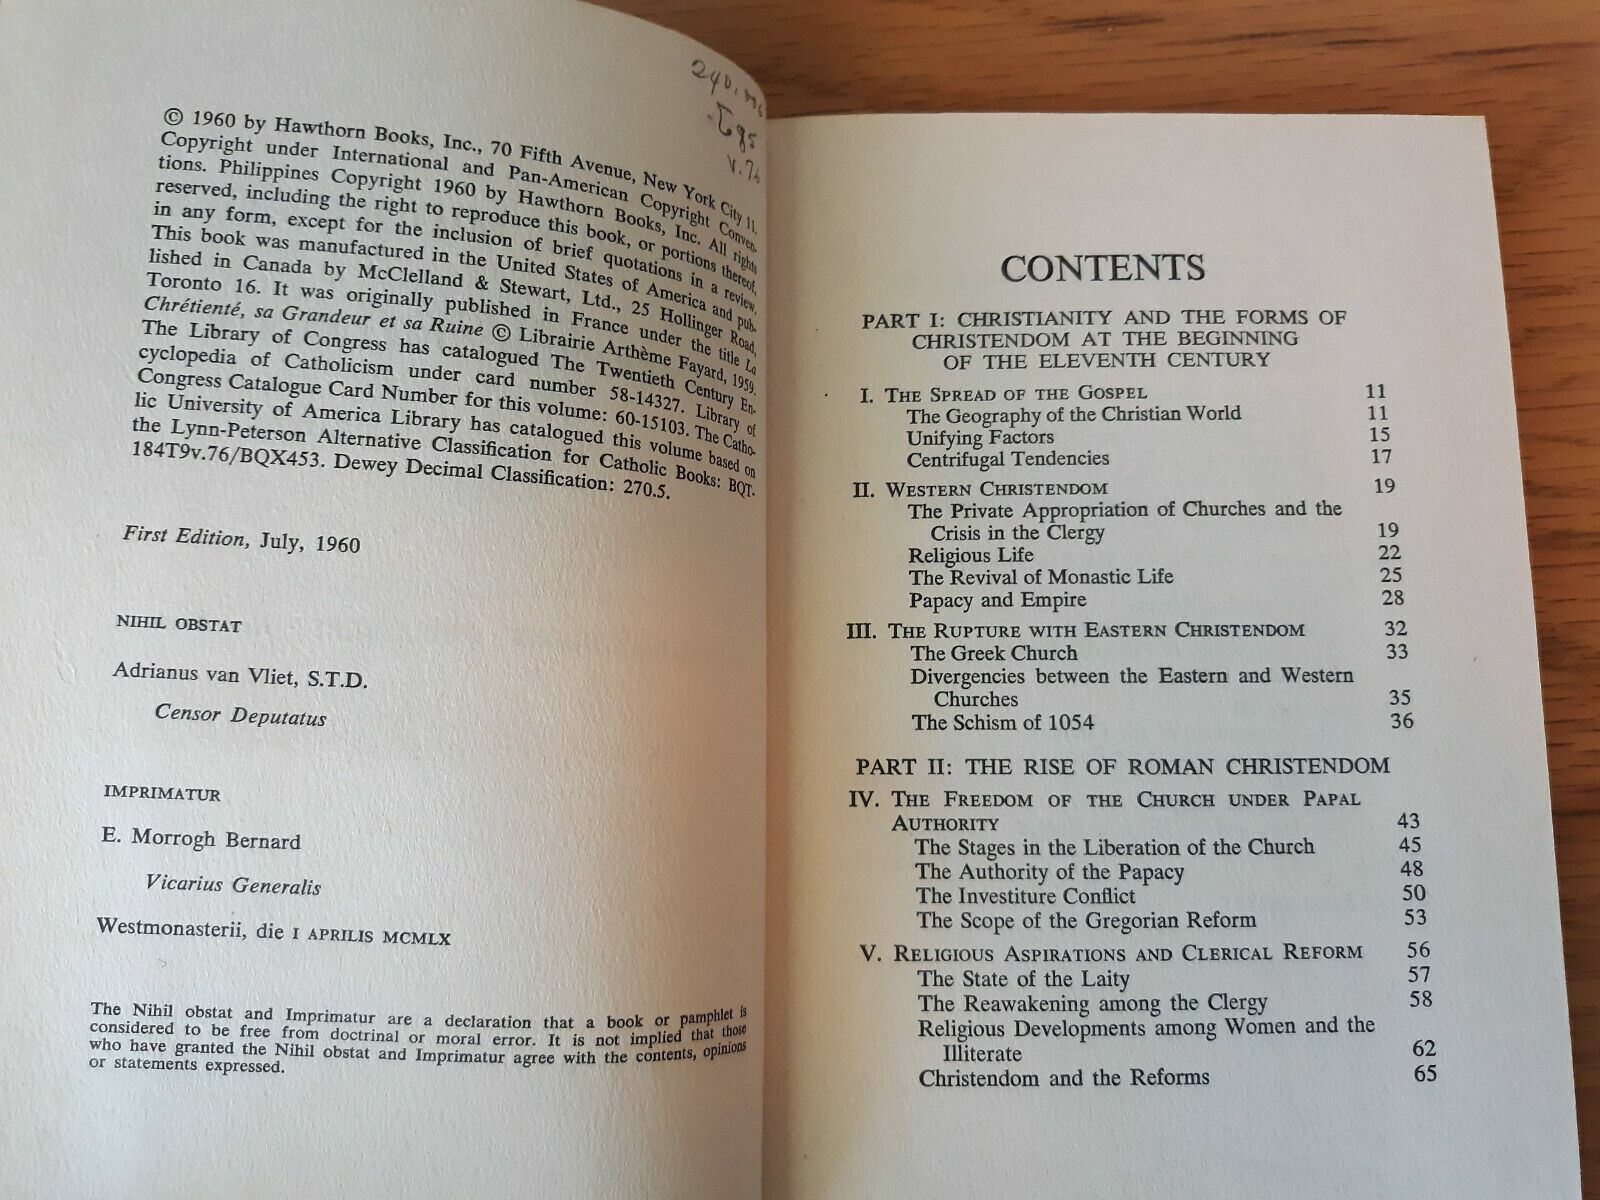 240.006
T95
v.76
© 1960 by Hawthorn Books, Inc., 70 Fifth Avenue, New York City 11.
Copyright under International and Pan-American Copyright Conven-
tions. Philippines Copyright 1960 by Hawthorn Books, Inc. All rights
reserved, including the right to reproduce this book, or portions thereof,
in any form, except for the inclusion of brief quotations in a review.
This book was manufactured in the United States of America and pub-
lished in Canada by McClelland & Stewart, Ltd., 25 Hollinger Road,
Toronto 16. It was originally published in France under the title La
Chrétienté, sa Grandeur et sa Ruine © Librairie Arthème Fayard, 1959.
The Library of Congress has catalogued The Twentieth Century En-
cyclopedia of Catholicism under card number 58-14327. Library of
Congress Catalogue Card Number for this volume: 60-15103. The Catho-
lic University of America Library has catalogued this volume based on
the Lynn-Peterson Alternative Classification for Catholic Books: BQT-
184T9v.76/BQX453. Dewey Decimal Classification: 270.5.
First Edition, July, 1960
NIHIL OBSTAT
Adrianus van Vliet, S.T.D.
Censor Deputatus
IMPRIMATUR
E. Morrogh Bernard
Vicarius Generalis
Westmonasterii, die I APRILIS MCMLX
The Nihil obstat and Imprimatur are a declaration that a book or pamphlet is
considered to be free from doctrinal or moral error. It is not implied that those
who have granted the Nihil obstat and Imprimatur agree with the contents, opinions
or statements expressed.
CONTENTS
PART I: CHRISTIANITY AND THE FORMS OF
CHRISTENDOM AT THE BEGINNING
OF THE ELEVENTH CENTURY
I. THE SPREAD OF THE GOSPEL 11
The Geography of the Christian World 11
Unifying Factors 15
Centrifugal Tendencies 17
II. WESTERN CHRISTENDOM 19
The Private Appropriation of Churches and the
Crisis in the Clergy 19
Religious Life 22
The Revival of Monastic Life 25
Papacy and Empire 28
III. THE RUPTURE WITH EASTERN CHRISTENDOM 32
The Greek Church 33
Divergencies between the Eastern and Western
Churches 35
The Schism of 1054 36
PART II: THE RISE OF ROMAN CHRISTENDOM
IV. THE FREEDOM OF THE CHURCH UNDER PAPAL
AUTHORITY 43
The Stages in the Liberation of the Church 45
The Authority of the Papacy 48
The Investiture Conflict 50
The Scope of the Gregorian Reform 53
V. RELIGIOUS ASPIRATIONS AND CLERICAL REFORM 56
The State of the Laity 57
The Reawakening among the Clergy 58
Religious Developments among Women and the
Illiterate 62
Christendom and the Reforms 65